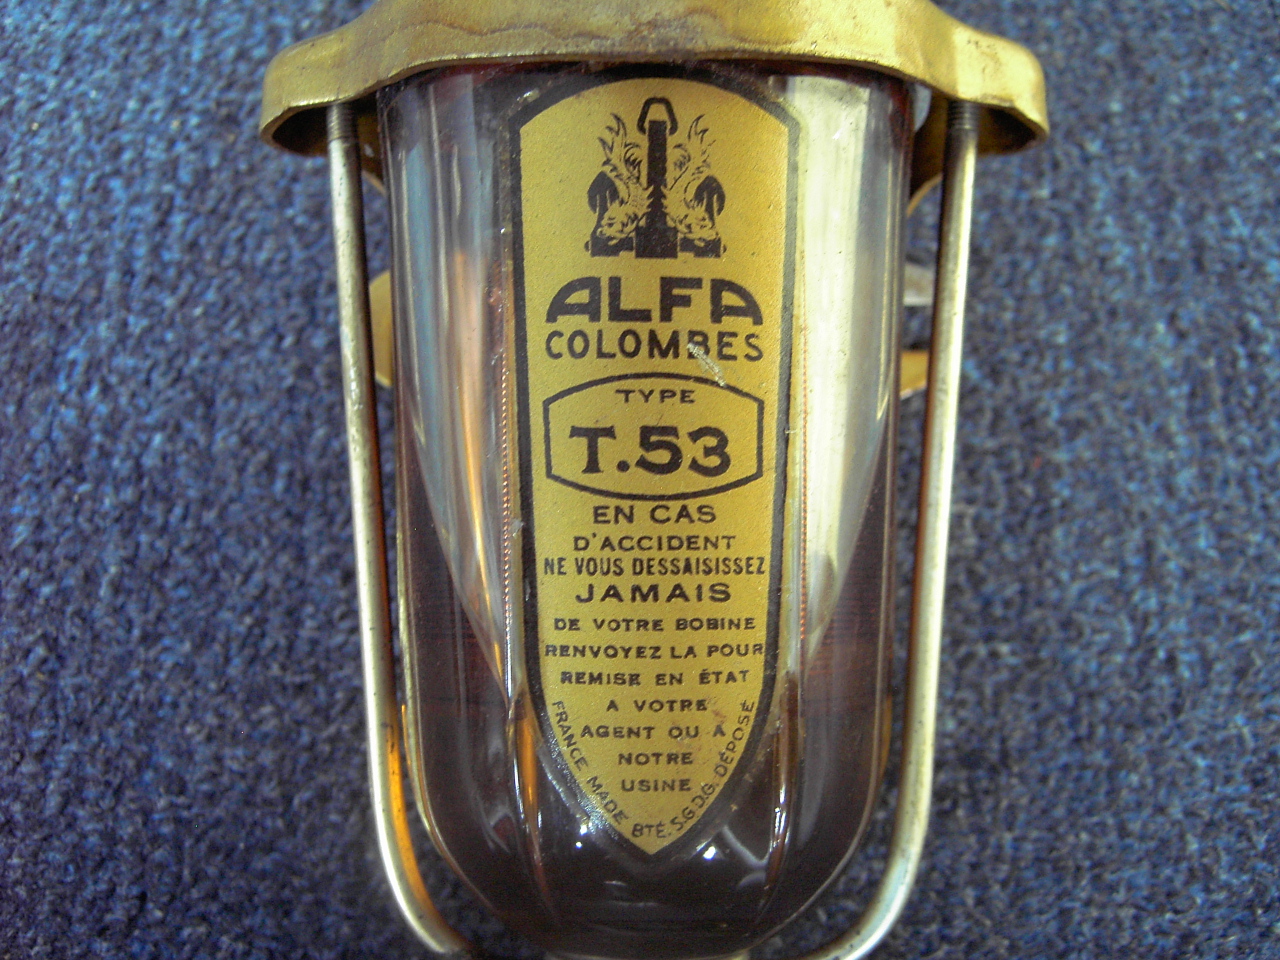 ALFA
COLOMBES
TYPE
T.53
EN CAS
D'ACCIDENT
NE VOUS DESSAISISSEZ
JAMAIS
DE VOTRE BOBINE
RENVOYEZ LA POUR
REMISE EN ÉTAT
A VOTRE
AGENT OU A
NOTRE
USINE
FRANCE MADE
BTÉ. S.G.D.G. DÉPOSÉ